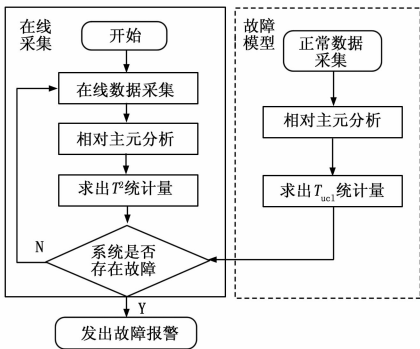 在线
采集
开始
在线数据采集
相对主元分析
求出T²统计量
系统是否
存在故障
N
Y
发出故障报警
故障
模型
正常数据
采集
相对主元分析
求出Tucl统计量